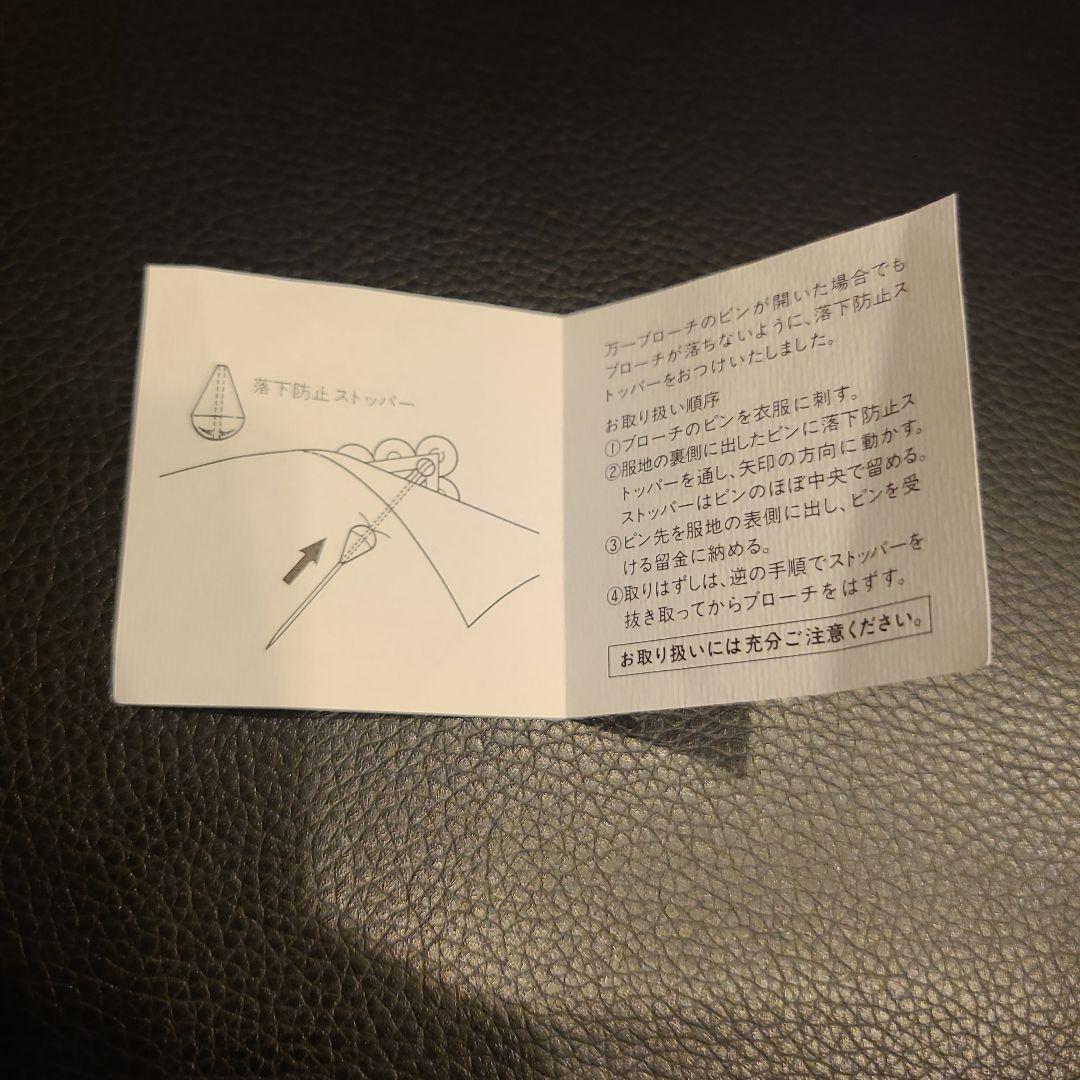 落下防止ストッパー
万一ブローチのピンが開いた場合でも
ブローチが落ちないように、落下防止ス
トッパーをおつけいたしました。
お取り扱い順序
①ブローチのピンを衣服に刺す。
②服地の裏側に出したピンに落下防止ス
トッパーを通し、矢印の方向に動かす。
ストッパーはピンのほぼ中央で留める。
③ピン先を服地の表側に出し、ピンを受
ける留金に納める。
④取りはずしは、逆の手順でストッパーを
抜き取ってからブローチをはずす。
お取り扱いには充分ご注意ください。